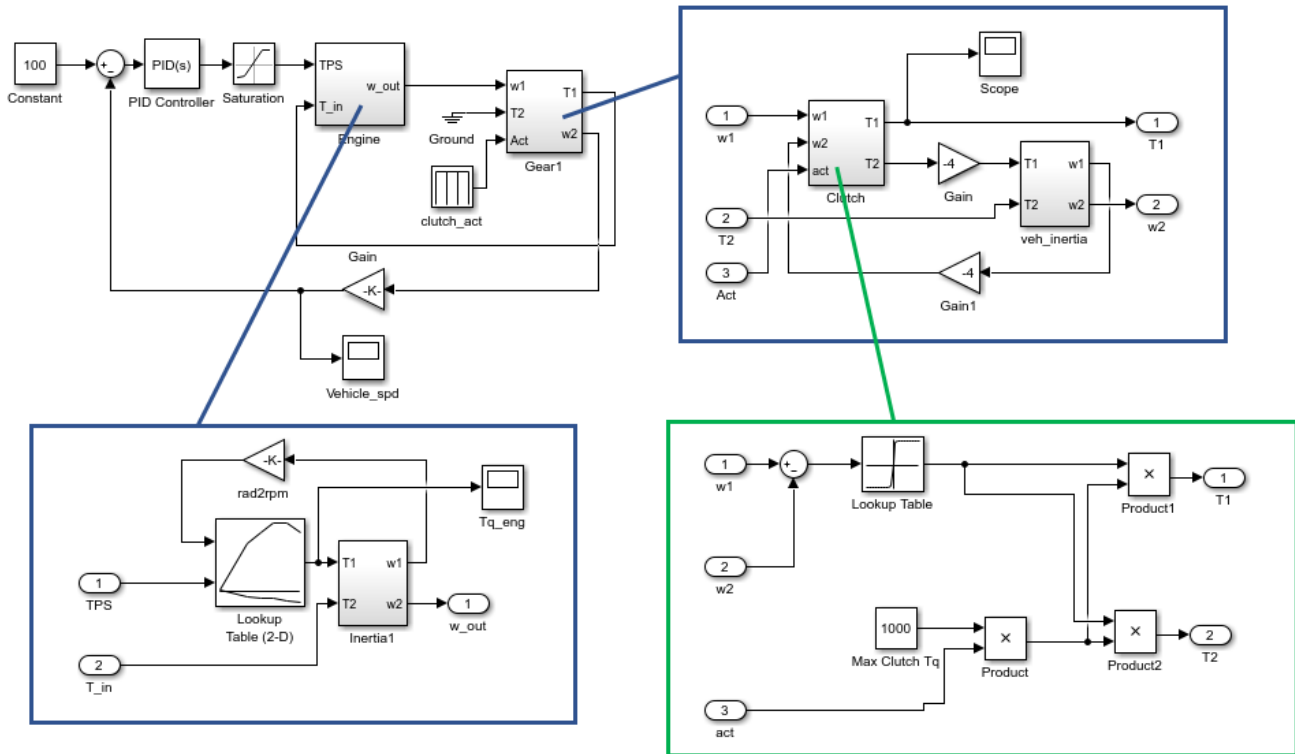 100
Constant
+
−
PID(s)
PID Controller
Saturation
TPS
T_in
w_out
Engine
Ground
clutch_act
w1
T2
Act
T1
w2
Gear1
Gain
-K-
Vehicle_spd
1
w1
2
T2
3
Act
w1
w2
act
T1
T2
Clutch
Scope
-4
Gain
T1
T2
w1
w2
veh_inertia
-4
Gain1
1
T1
2
w2
-K-
rad2rpm
Tq_eng
1
TPS
2
T_in
Lookup
Table (2-D)
T1
T2
w1
w2
Inertia1
1
w_out
1
w1
+
−
2
w2
Lookup Table
×
Product1
1
T1
1000
Max Clutch Tq
×
Product
×
Product2
2
T2
3
act